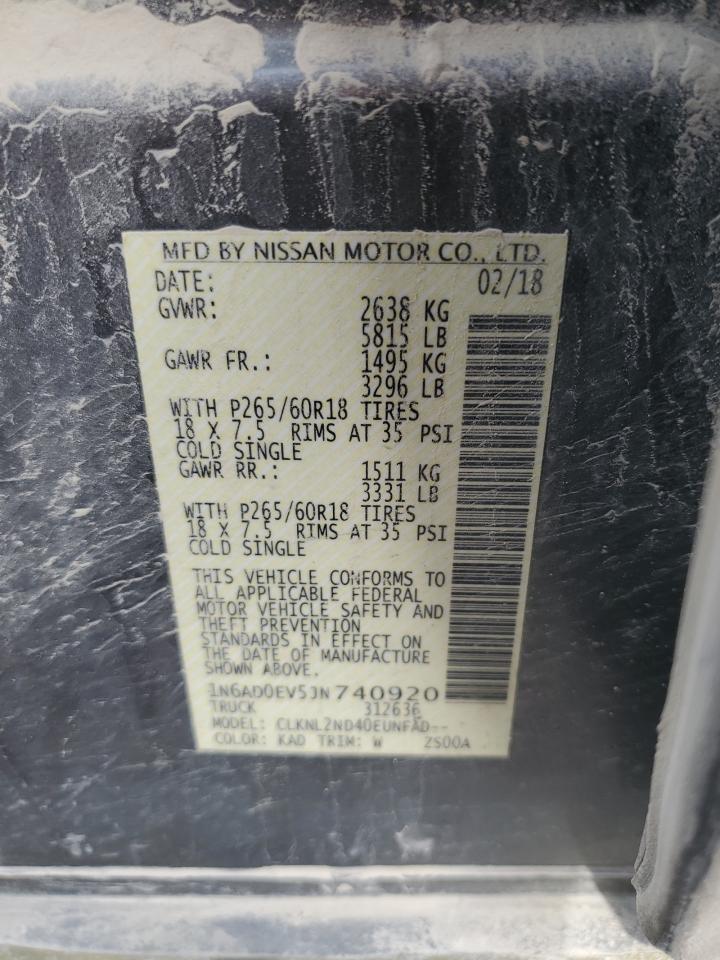 MFD BY NISSAN MOTOR CO., LTD.
DATE: 02/18
GVWR: 2638 KG
5815 LB
GAWR FR.: 1495 KG
3296 LB
WITH P265/60R18 TIRES
18 X 7.5 RIMS AT 35 PSI
COLD SINGLE
GAWR RR.: 1511 KG
3331 LB
WITH P265/60R18 TIRES
18 X 7.5 RIMS AT 35 PSI
COLD SINGLE
THIS VEHICLE CONFORMS TO
ALL APPLICABLE FEDERAL
MOTOR VEHICLE SAFETY AND
THEFT PREVENTION
STANDARDS IN EFFECT ON
THE DATE OF MANUFACTURE
SHOWN ABOVE.
1N6AD0EV5JN740920
TRUCK 312636
MODEL: CLKNL2ND40EUNFAD--
COLOR: KAD TRIM: W 2S00A